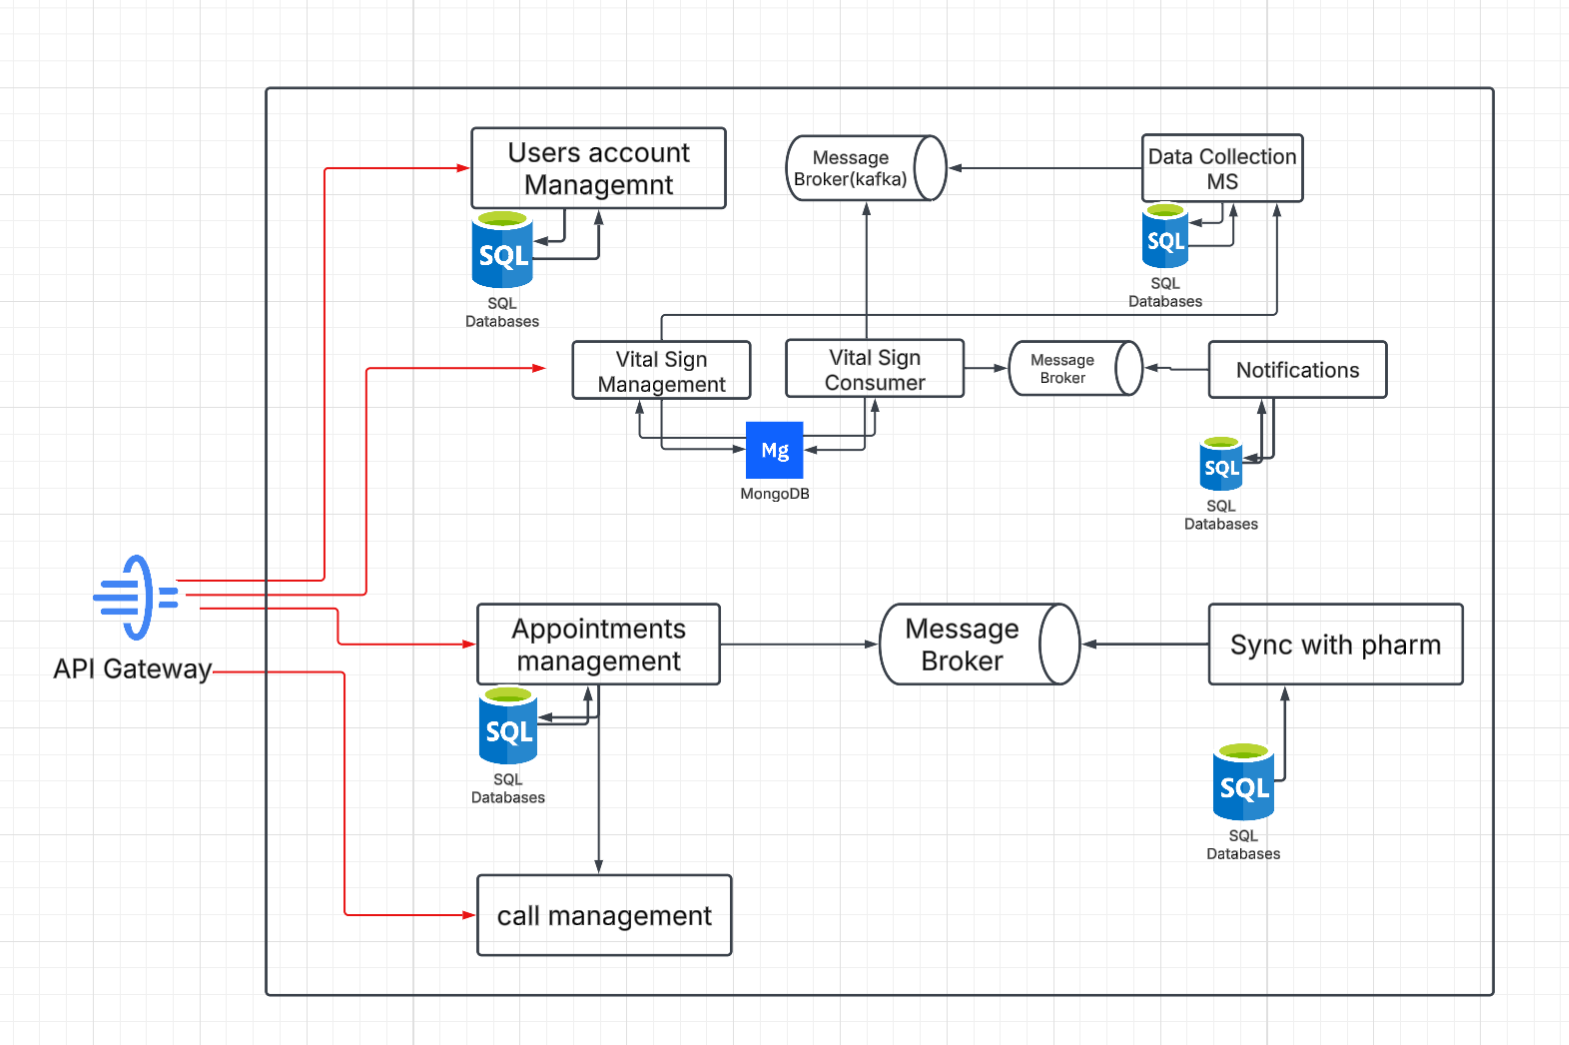 Users account
Managemnt
SQL
SQL
Databases
Message
Broker(kafka)
Data Collection
MS
SQL
SQL
Databases
Vital Sign
Management
Vital Sign
Consumer
Message
Broker
Notifications
Mg
MongoDB
SQL
SQL
Databases
API Gateway
Appointments
management
SQL
SQL
Databases
Message
Broker
Sync with pharm
SQL
SQL
Databases
call management